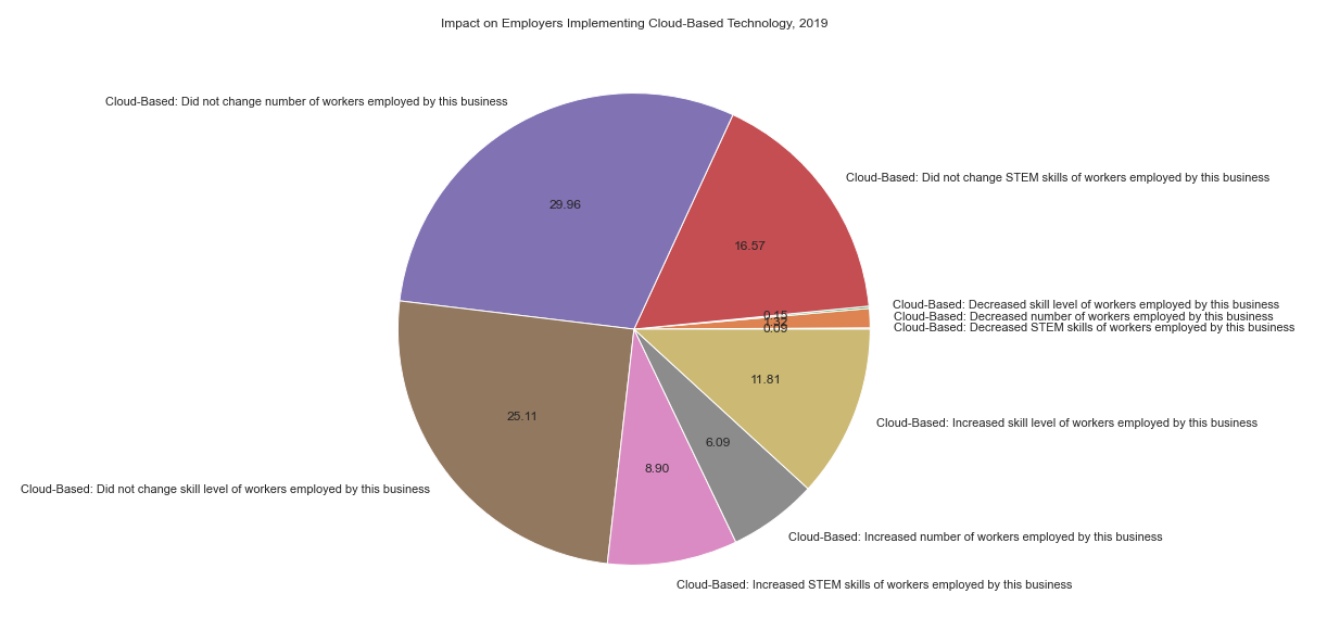 Impact on Employers Implementing Cloud-Based Technology, 2019
Cloud-Based: Did not change number of workers employed by this business
Cloud-Based: Did not change STEM skills of workers employed by this business
29.96
16.57
Cloud-Based: Decreased skill level of workers employed by this business
0.15
Cloud-Based: Decreased number of workers employed by this business
1.32
Cloud-Based: Decreased STEM skills of workers employed by this business
0.09
11.81
25.11
Cloud-Based: Increased skill level of workers employed by this business
6.09
8.90
Cloud-Based: Did not change skill level of workers employed by this business
Cloud-Based: Increased number of workers employed by this business
Cloud-Based: Increased STEM skills of workers employed by this business